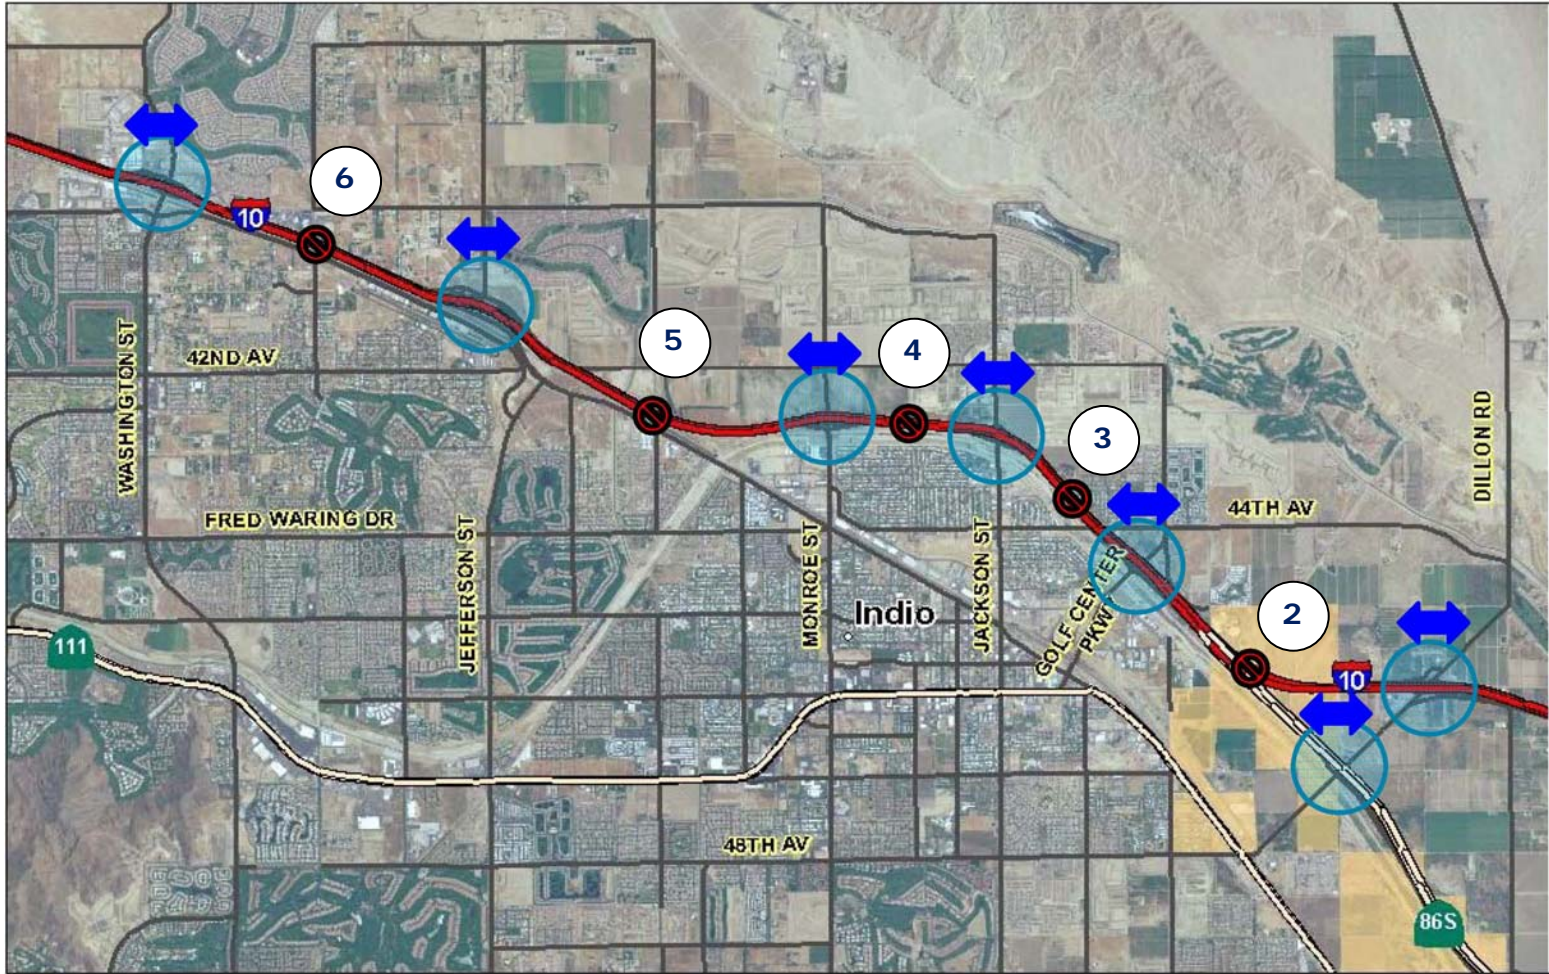 6
10
5
4
42ND AV
WASHINGTON ST
3
DILLON RD
44TH AV
FRED WARING DR
JEFFERSON ST
MONROE ST
JACKSON ST
GOLF CENTER
PKWY
Indio
2
111
10
48TH AV
86S